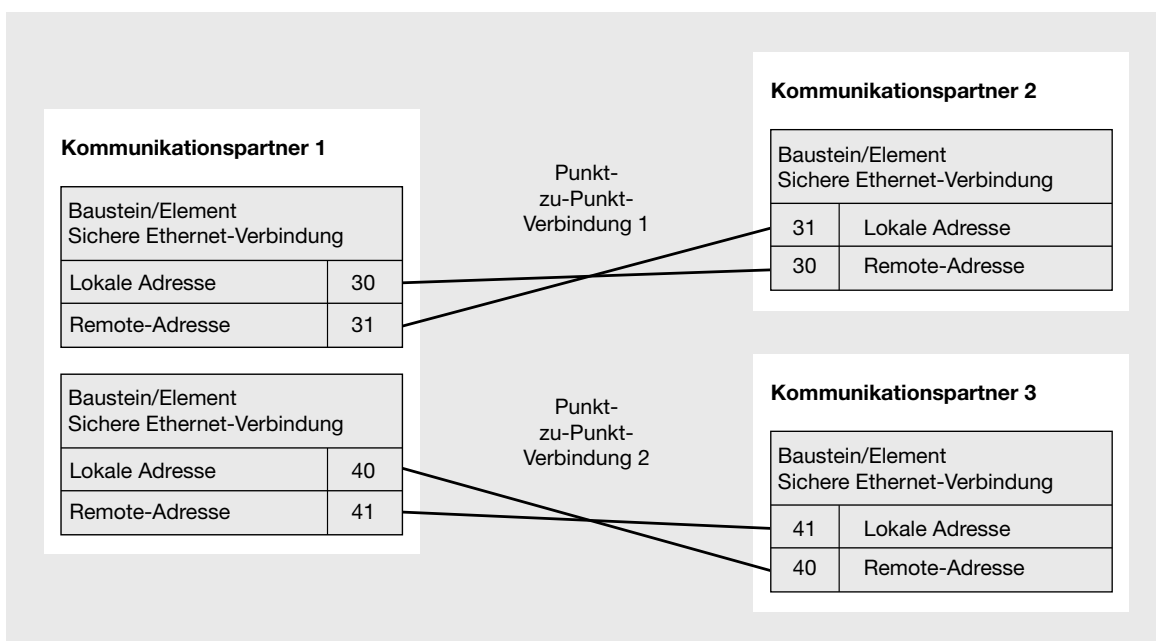 Kommunikationspartner 1
Baustein/Element
Sichere Ethernet-Verbindung
Lokale Adresse 30
Remote-Adresse 31
Baustein/Element
Sichere Ethernet-Verbindung
Lokale Adresse 40
Remote-Adresse 41
Punkt-
zu-Punkt-
Verbindung 1
Punkt-
zu-Punkt-
Verbindung 2
Kommunikationspartner 2
Baustein/Element
Sichere Ethernet-Verbindung
31 Lokale Adresse
30 Remote-Adresse
Kommunikationspartner 3
Baustein/Element
Sichere Ethernet-Verbindung
41 Lokale Adresse
40 Remote-Adresse